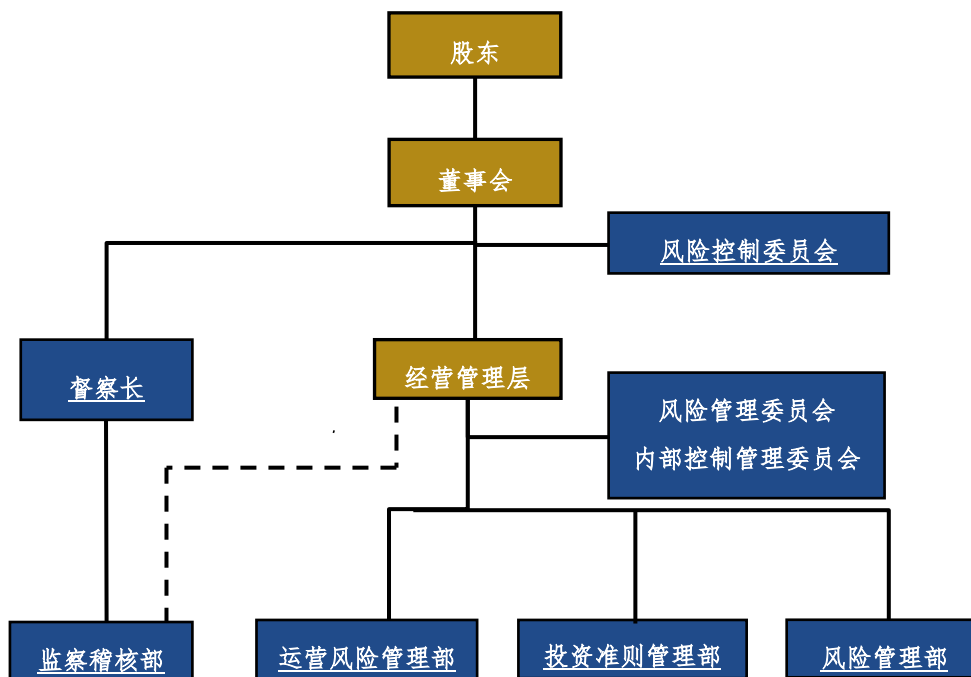 股东
董事会
风险控制委员会
督察长
经营管理层
风险管理委员会
内部控制管理委员会
监察稽核部
运营风险管理部
投资准则管理部
风险管理部